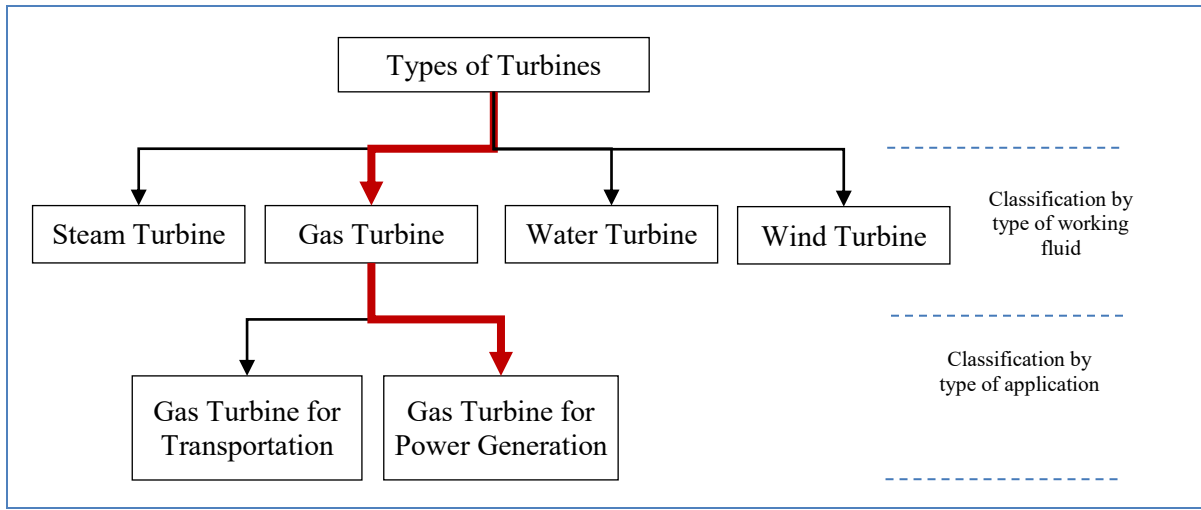 Types of Turbines
Steam Turbine
Gas Turbine
Water Turbine
Wind Turbine
Classification by
type of working
fluid
Gas Turbine for
Transportation
Gas Turbine for
Power Generation
Classification by
type of application